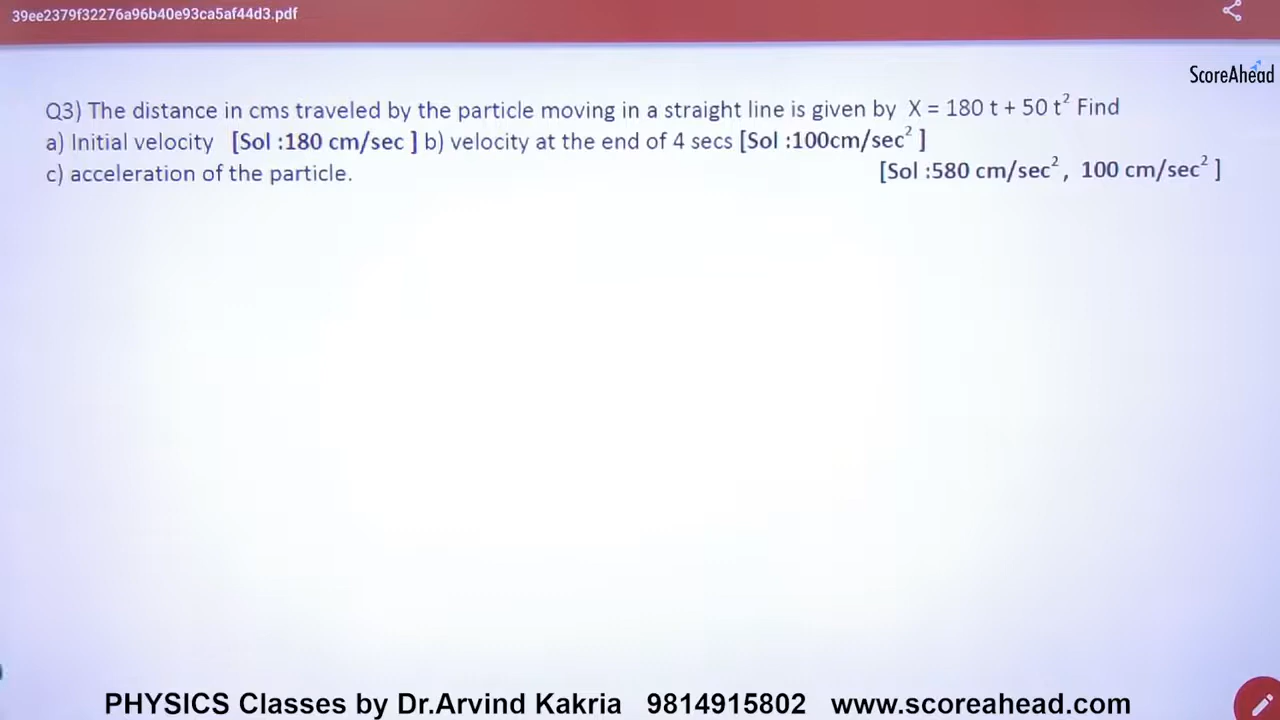 39ee2379f32276a96b40e93ca5af44d3.pdf
ScoreAhead
Q3) The distance in cms traveled by the particle moving in a straight line is given by X = 180 t + 50 t² Find
a) Initial velocity [Sol :180 cm/sec ] b) velocity at the end of 4 secs [Sol :100cm/sec² ]
c) acceleration of the particle. [Sol :580 cm/sec², 100 cm/sec² ]
PHYSICS Classes by Dr.Arvind Kakria 9814915802 www.scoreahead.com